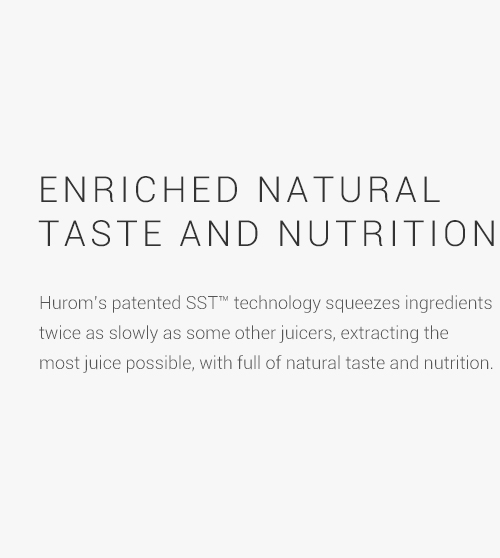 ENRICHED NATURAL
TASTE AND NUTRITION
Hurom's patented SST™ technology squeezes ingredients
twice as slowly as some other juicers, extracting the
most juice possible, with full of natural taste and nutrition.